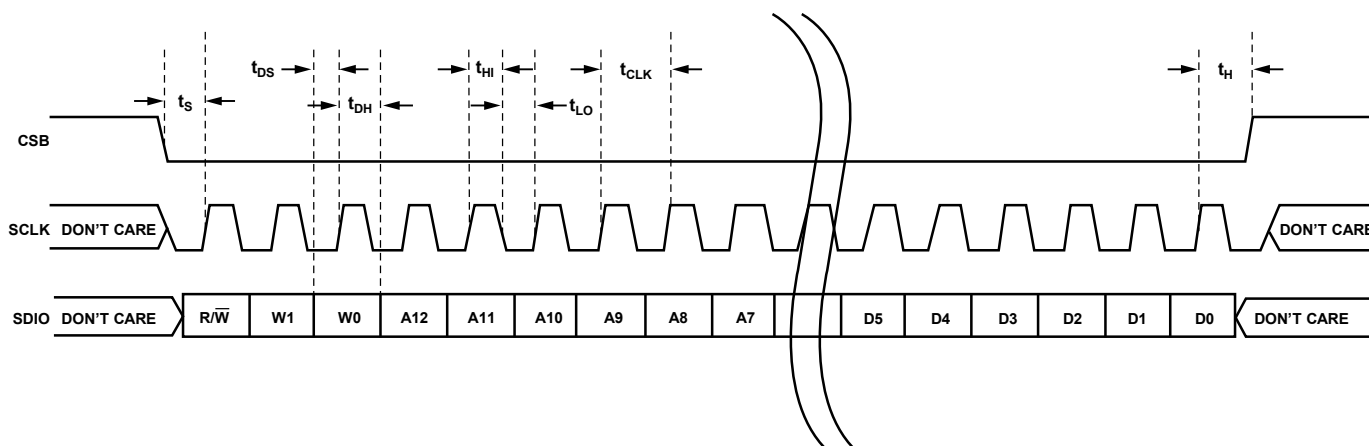 tDS
tHI
tCLK
tH
tS
tDH
tLO
CSB
SCLK DON'T CARE
DON'T CARE
SDIO DON'T CARE R/W̅ W1 W0 A12 A11 A10 A9 A8 A7 D5 D4 D3 D2 D1 D0 DON'T CARE